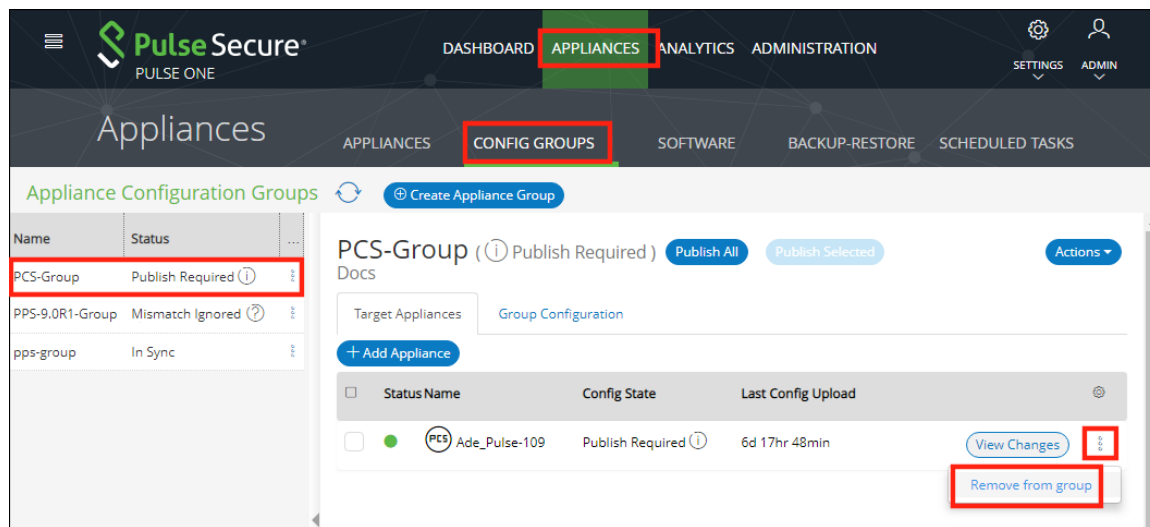 Pulse Secure®
PULSE ONE
DASHBOARD APPLIANCES ANALYTICS ADMINISTRATION
SETTINGS ADMIN
Appliances
APPLIANCES CONFIG GROUPS SOFTWARE BACKUP-RESTORE SCHEDULED TASKS
Appliance Configuration Groups Create Appliance Group
Name Status ...
PCS-Group Publish Required
PPS-9.0R1-Group Mismatch Ignored
pps-group In Sync
PCS-Group ( Publish Required ) Publish All Publish Selected Actions
Docs
Target Appliances Group Configuration
+ Add Appliance
Status Name Config State Last Config Upload
PCS Ade_Pulse-109 Publish Required 6d 17hr 48min View Changes
Remove from group